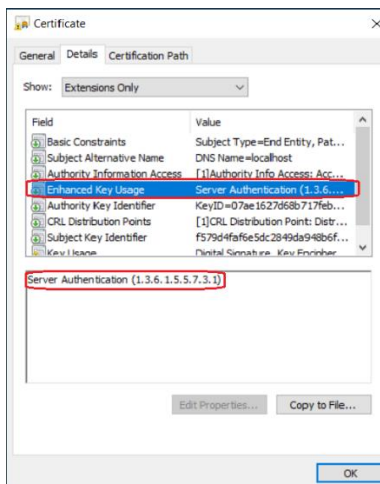 Certificate
General Details Certification Path
Show: Extensions Only
Field Value
Basic Constraints Subject Type=End Entity, Pat...
Subject Alternative Name DNS Name=localhost
Authority Information Access [1]Authority Info Access: Acc...
Enhanced Key Usage Server Authentication (1.3.6....
Authority Key Identifier KeyID=07ae1627d68b717feb...
CRL Distribution Points [1]CRL Distribution Point: Distr...
Subject Key Identifier f579d4faf6e5dc2849da948b6f...
Key Usage Digital Signature, Key Encipher
Server Authentication (1.3.6.1.5.5.7.3.1)
Edit Properties... Copy to File...
OK